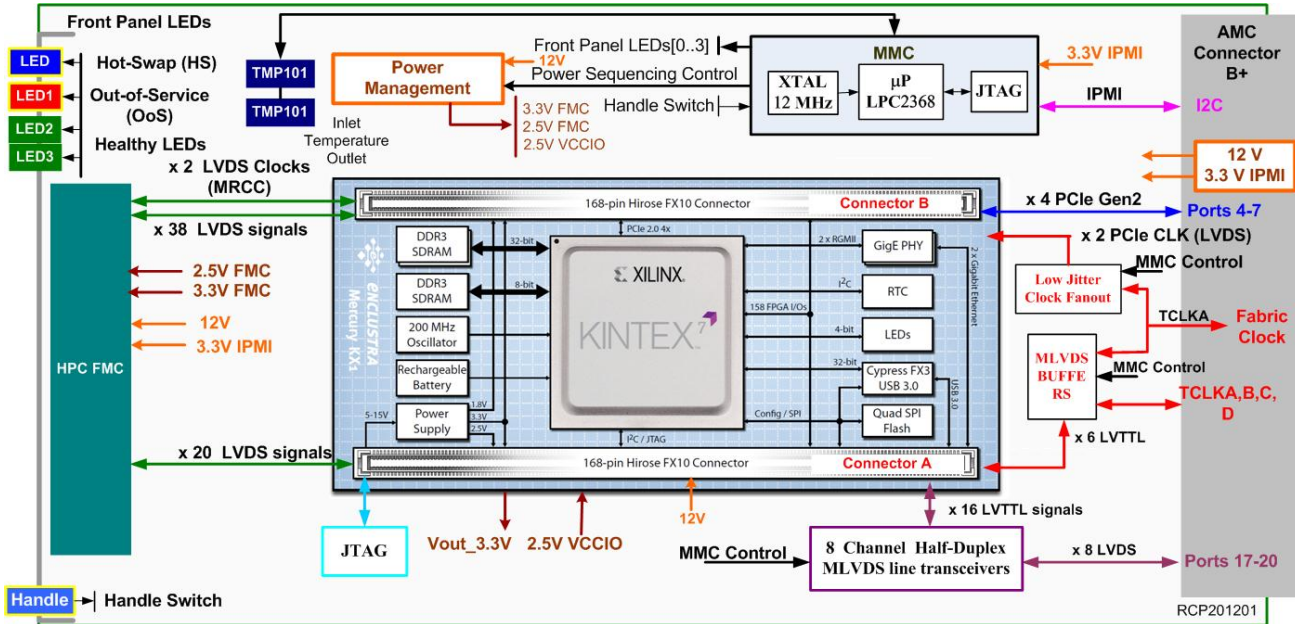 Front Panel LEDs
LED
Hot-Swap (HS)
LED1
Out-of-Service
(OoS)
LED2
Healthy LEDs
LED3
TMP101
TMP101
Inlet
Temperature
Outlet
12V
Power
Management
3.3V FMC
2.5V FMC
2.5V VCCIO
Front Panel LEDs[0..3]
Power Sequencing Control
Handle Switch
MMC
XTAL
12 MHz
µP
LPC2368
JTAG
3.3V IPMI
IPMI
AMC
Connector
B+
I2C
12 V
3.3 V IPMI
x 2 LVDS Clocks
(MRCC)
x 38 LVDS signals
2.5V FMC
3.3V FMC
12V
3.3V IPMI
HPC FMC
x 20 LVDS signals
168-pin Hirose FX10 Connector
Connector B
PCIe 2.0 4x
DDR3
SDRAM
32-bit
DDR3
SDRAM
8-bit
200 MHz
Oscillator
Rechargeable
Battery
Power
Supply
5-15V
1.8V
3.3V
2.5V
ENCLUSTRA
Mercury KX1
XILINX
KINTEX 7
2 x RGMII
GigE PHY
2 x Gigabit Ethernet
I²C
RTC
158 FPGA I/Os
4-bit
LEDs
32-bit
Cypress FX3
USB 3.0
USB 3.0
Config / SPI
Quad SPI
Flash
I²C / JTAG
168-pin Hirose FX10 Connector
Connector A
x 4 PCIe Gen2
Ports 4-7
x 2 PCIe CLK (LVDS)
MMC Control
Low Jitter
Clock Fanout
TCLKA
Fabric
Clock
MLVDS
BUFFE
RS
MMC Control
TCLKA,B,C,
D
x 6 LVTTL
JTAG
Vout_3.3V
2.5V VCCIO
12V
x 16 LVTTL signals
MMC Control
8 Channel Half-Duplex
MLVDS line transceivers
x 8 LVDS
Ports 17-20
Handle
Handle Switch
RCP201201